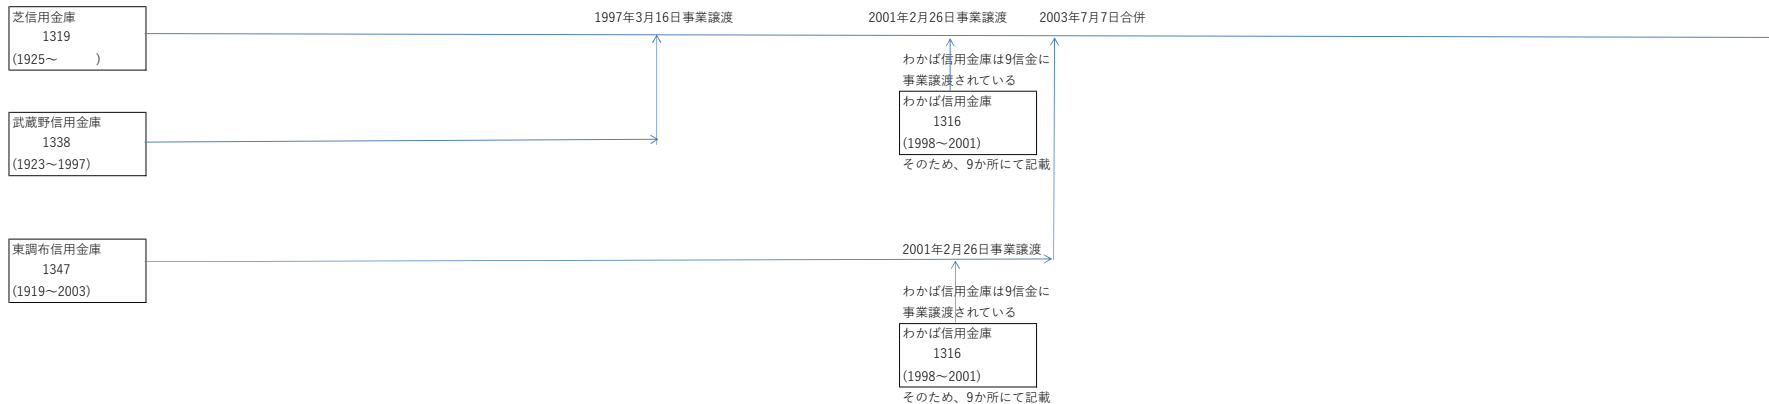 芝信用金庫
1319
(1925～　　　)
1997年3月16日事業譲渡
2001年2月26日事業譲渡
2003年7月7日合併
わかば信用金庫は9信金に
事業譲渡されている
わかば信用金庫
1316
(1998～2001)
そのため、9か所にて記載
武蔵野信用金庫
1338
(1923～1997)
東調布信用金庫
1347
(1919～2003)
2001年2月26日事業譲渡
わかば信用金庫は9信金に
事業譲渡されている
わかば信用金庫
1316
(1998～2001)
そのため、9か所にて記載